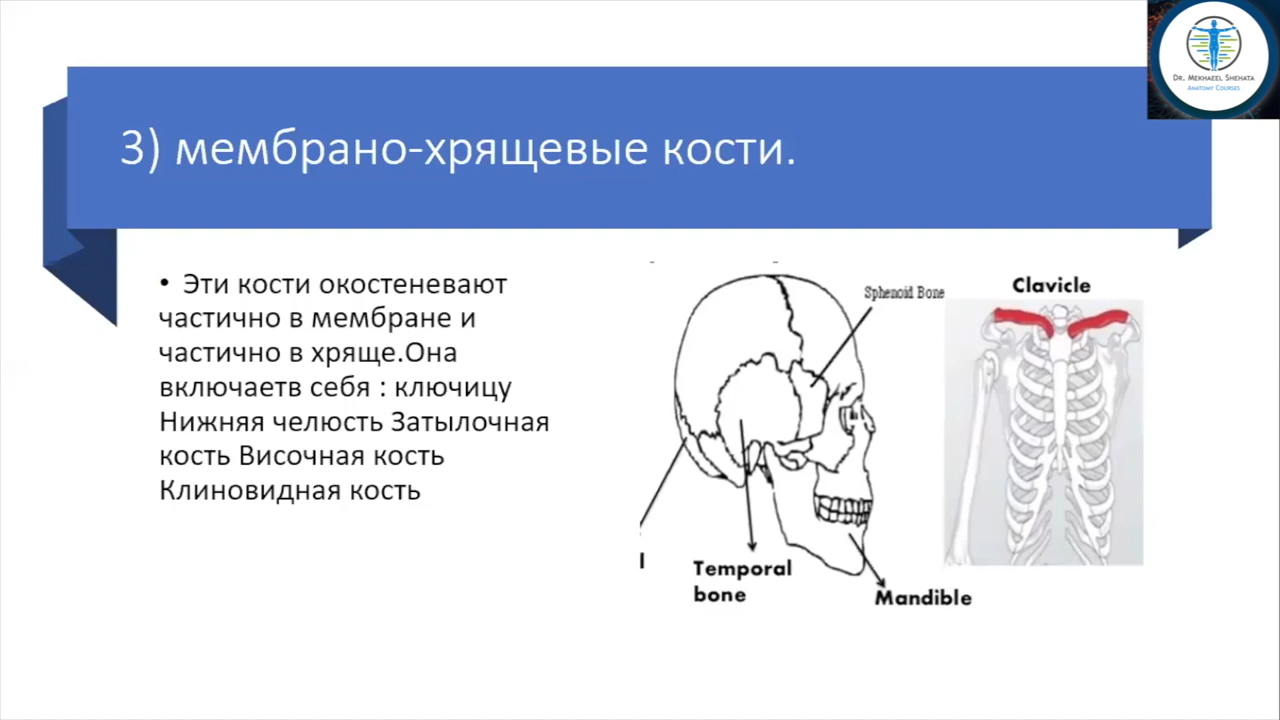 3) мембрано-хрящевые кости.
• Эти кости окостеневают
частично в мембране и
частично в хряще.Она
включаетв себя : ключицу
Нижняя челюсть Затылочная
кость Височная кость
Клиновидная кость
Sphenoid Bone
Temporal
bone
Mandible
Clavicle
DR. MEKHAEEL SHEHATA
ANATOMY COURSES